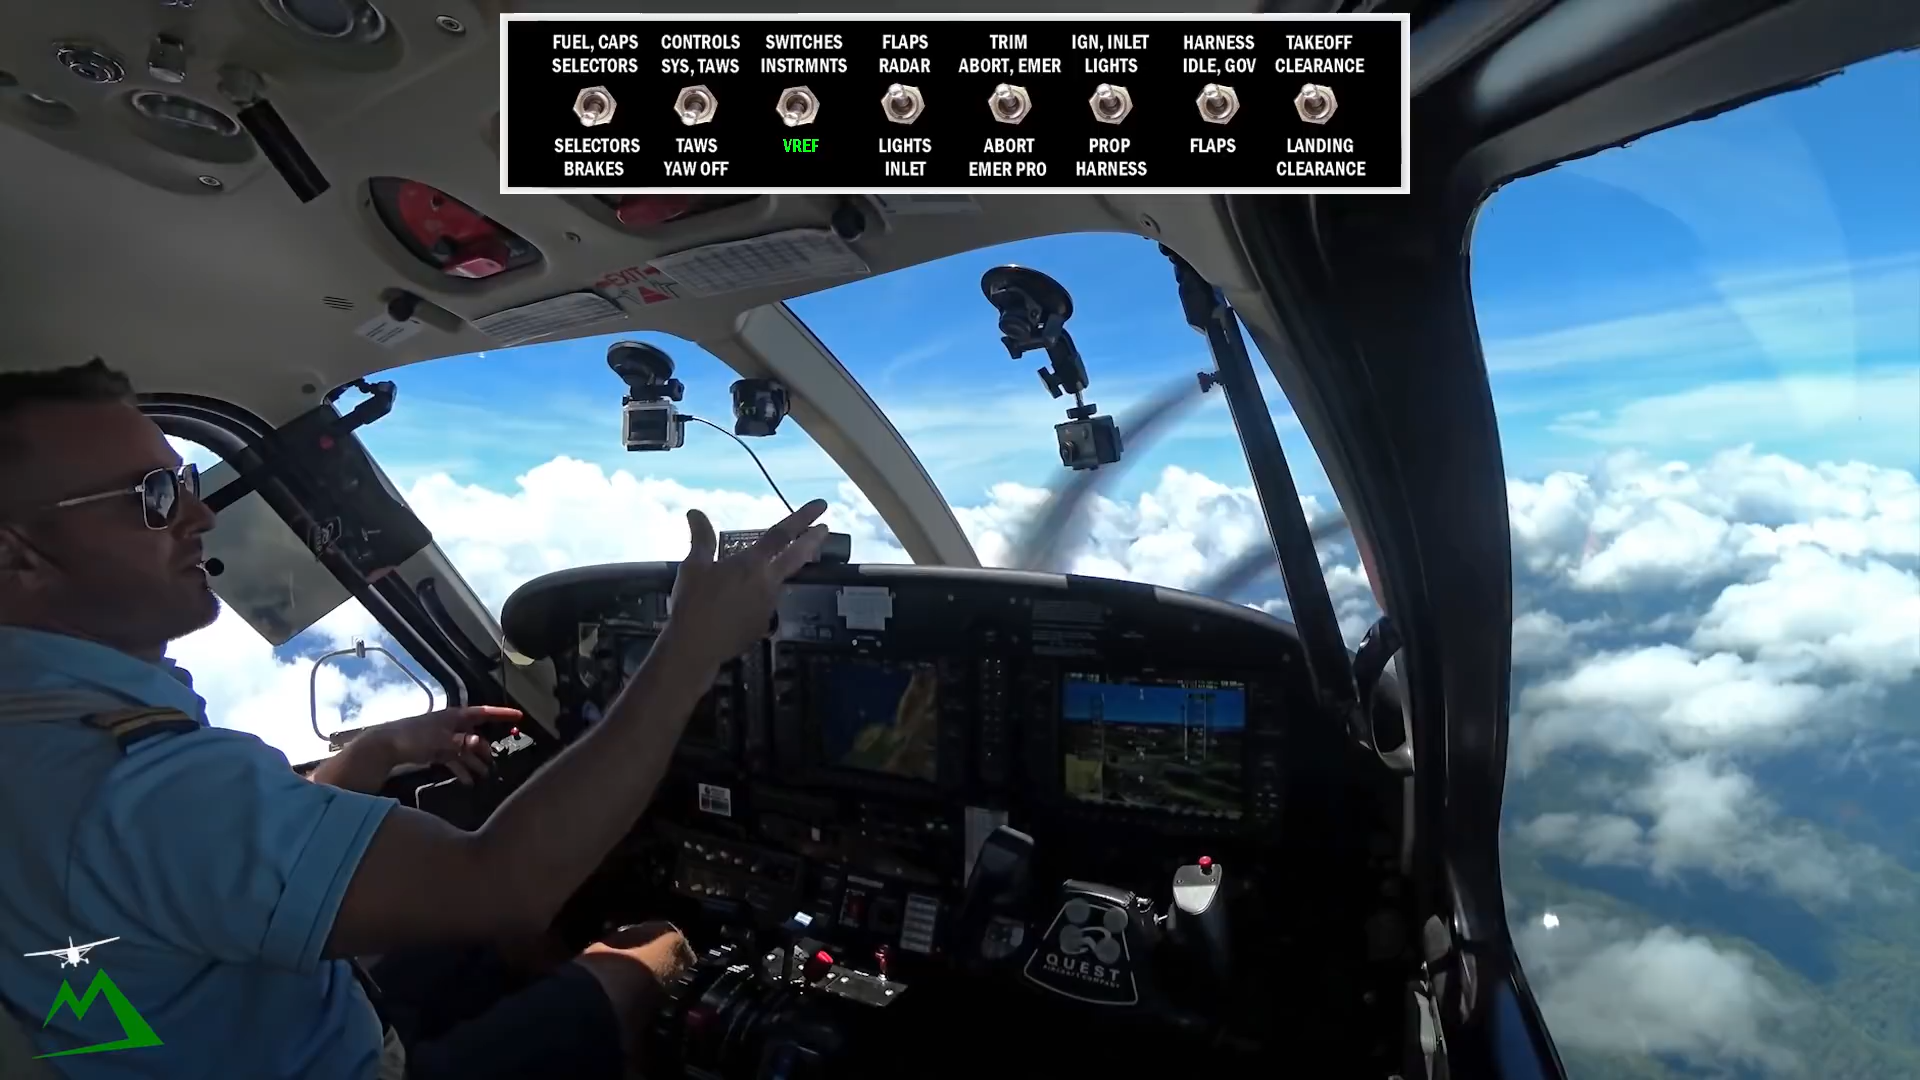 FUEL, CAPS
SELECTORS
CONTROLS
SYS, TAWS
SWITCHES
INSTRMNTS
FLAPS
RADAR
TRIM
ABORT, EMER
IGN, INLET
LIGHTS
HARNESS
IDLE, GOV
TAKEOFF
CLEARANCE
SELECTORS
BRAKES
TAWS
YAW OFF
VREF
LIGHTS
INLET
ABORT
EMER PRO
PROP
HARNESS
FLAPS
LANDING
CLEARANCE
EXIT
QUEST
AIRCRAFT COMPANY